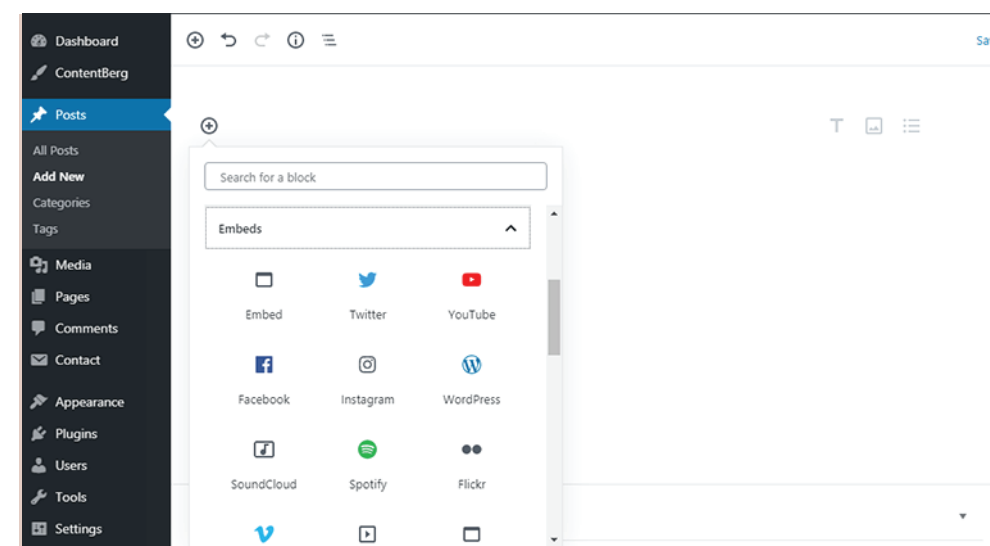 Dashboard
ContentBerg
Posts
All Posts
Add New
Categories
Tags
Media
Pages
Comments
Contact
Appearance
Plugins
Users
Tools
Settings
Search for a block
Embeds
Embed Twitter YouTube
Facebook Instagram WordPress
SoundCloud Spotify Flickr